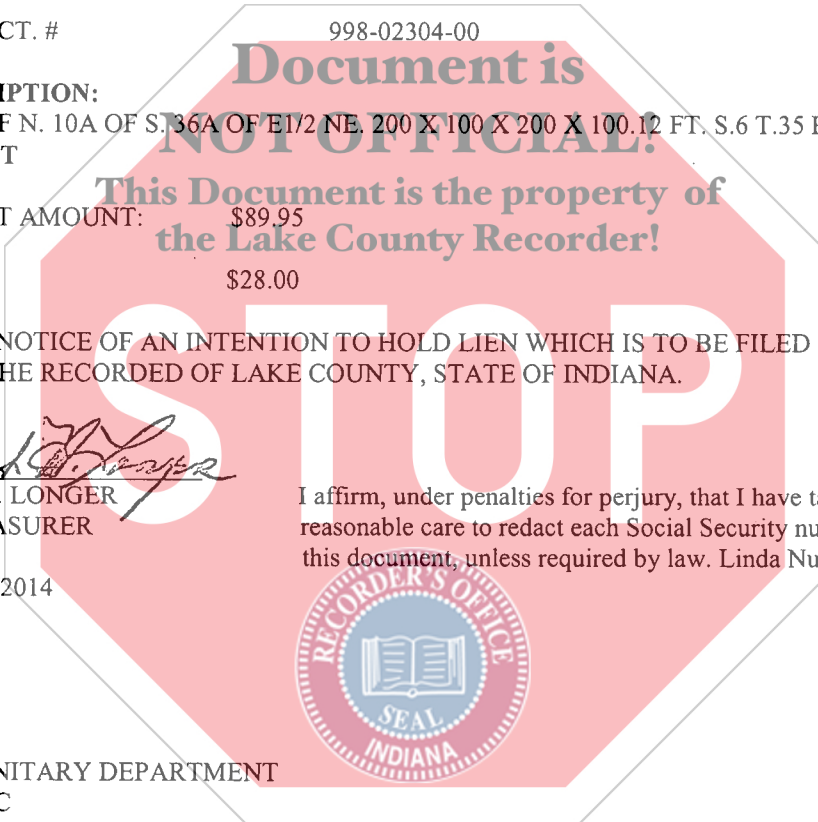 CT. # 998-02304-00
Document is
IPTION:
F N. 10A OF S. 36A OF E1/2 NE. 200 X 100 X 200 X 100.12 FT. S.6 T.35
NOT OFFICIAL!
T
This Document is the property of
T AMOUNT: $89.95
the Lake County Recorder!
$28.00
STOP
NOTICE OF AN INTENTION TO HOLD LIEN WHICH IS TO BE FILED
HE RECORDED OF LAKE COUNTY, STATE OF INDIANA.
LONGER
ASURER
I affirm, under penalties for perjury, that I have ta
reasonable care to redact each Social Security nu
this document, unless required by law. Linda Nu
2014
RECORDER'S OFFICE
SEAL
INDIANA
NITARY DEPARTMENT
C